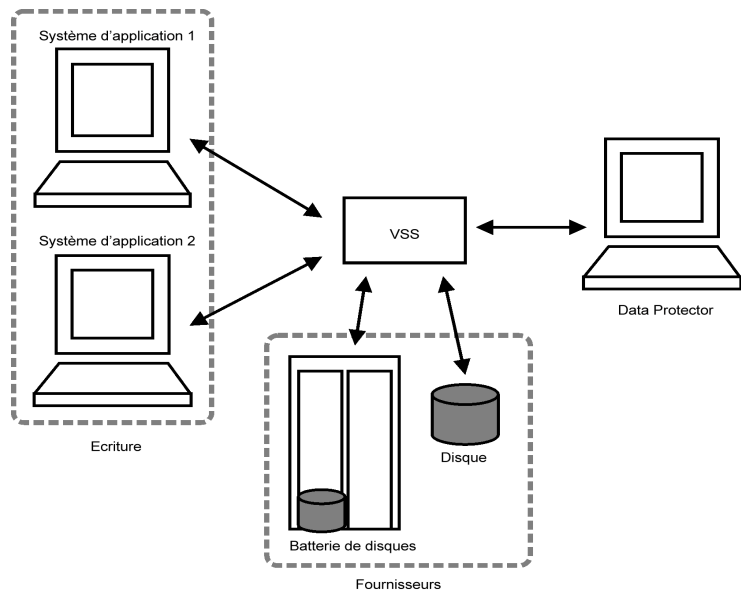 Système d'application 1
VSS
Système d'application 2
Data Protector
Ecriture
Disque
Batterie de disques
Fournisseurs